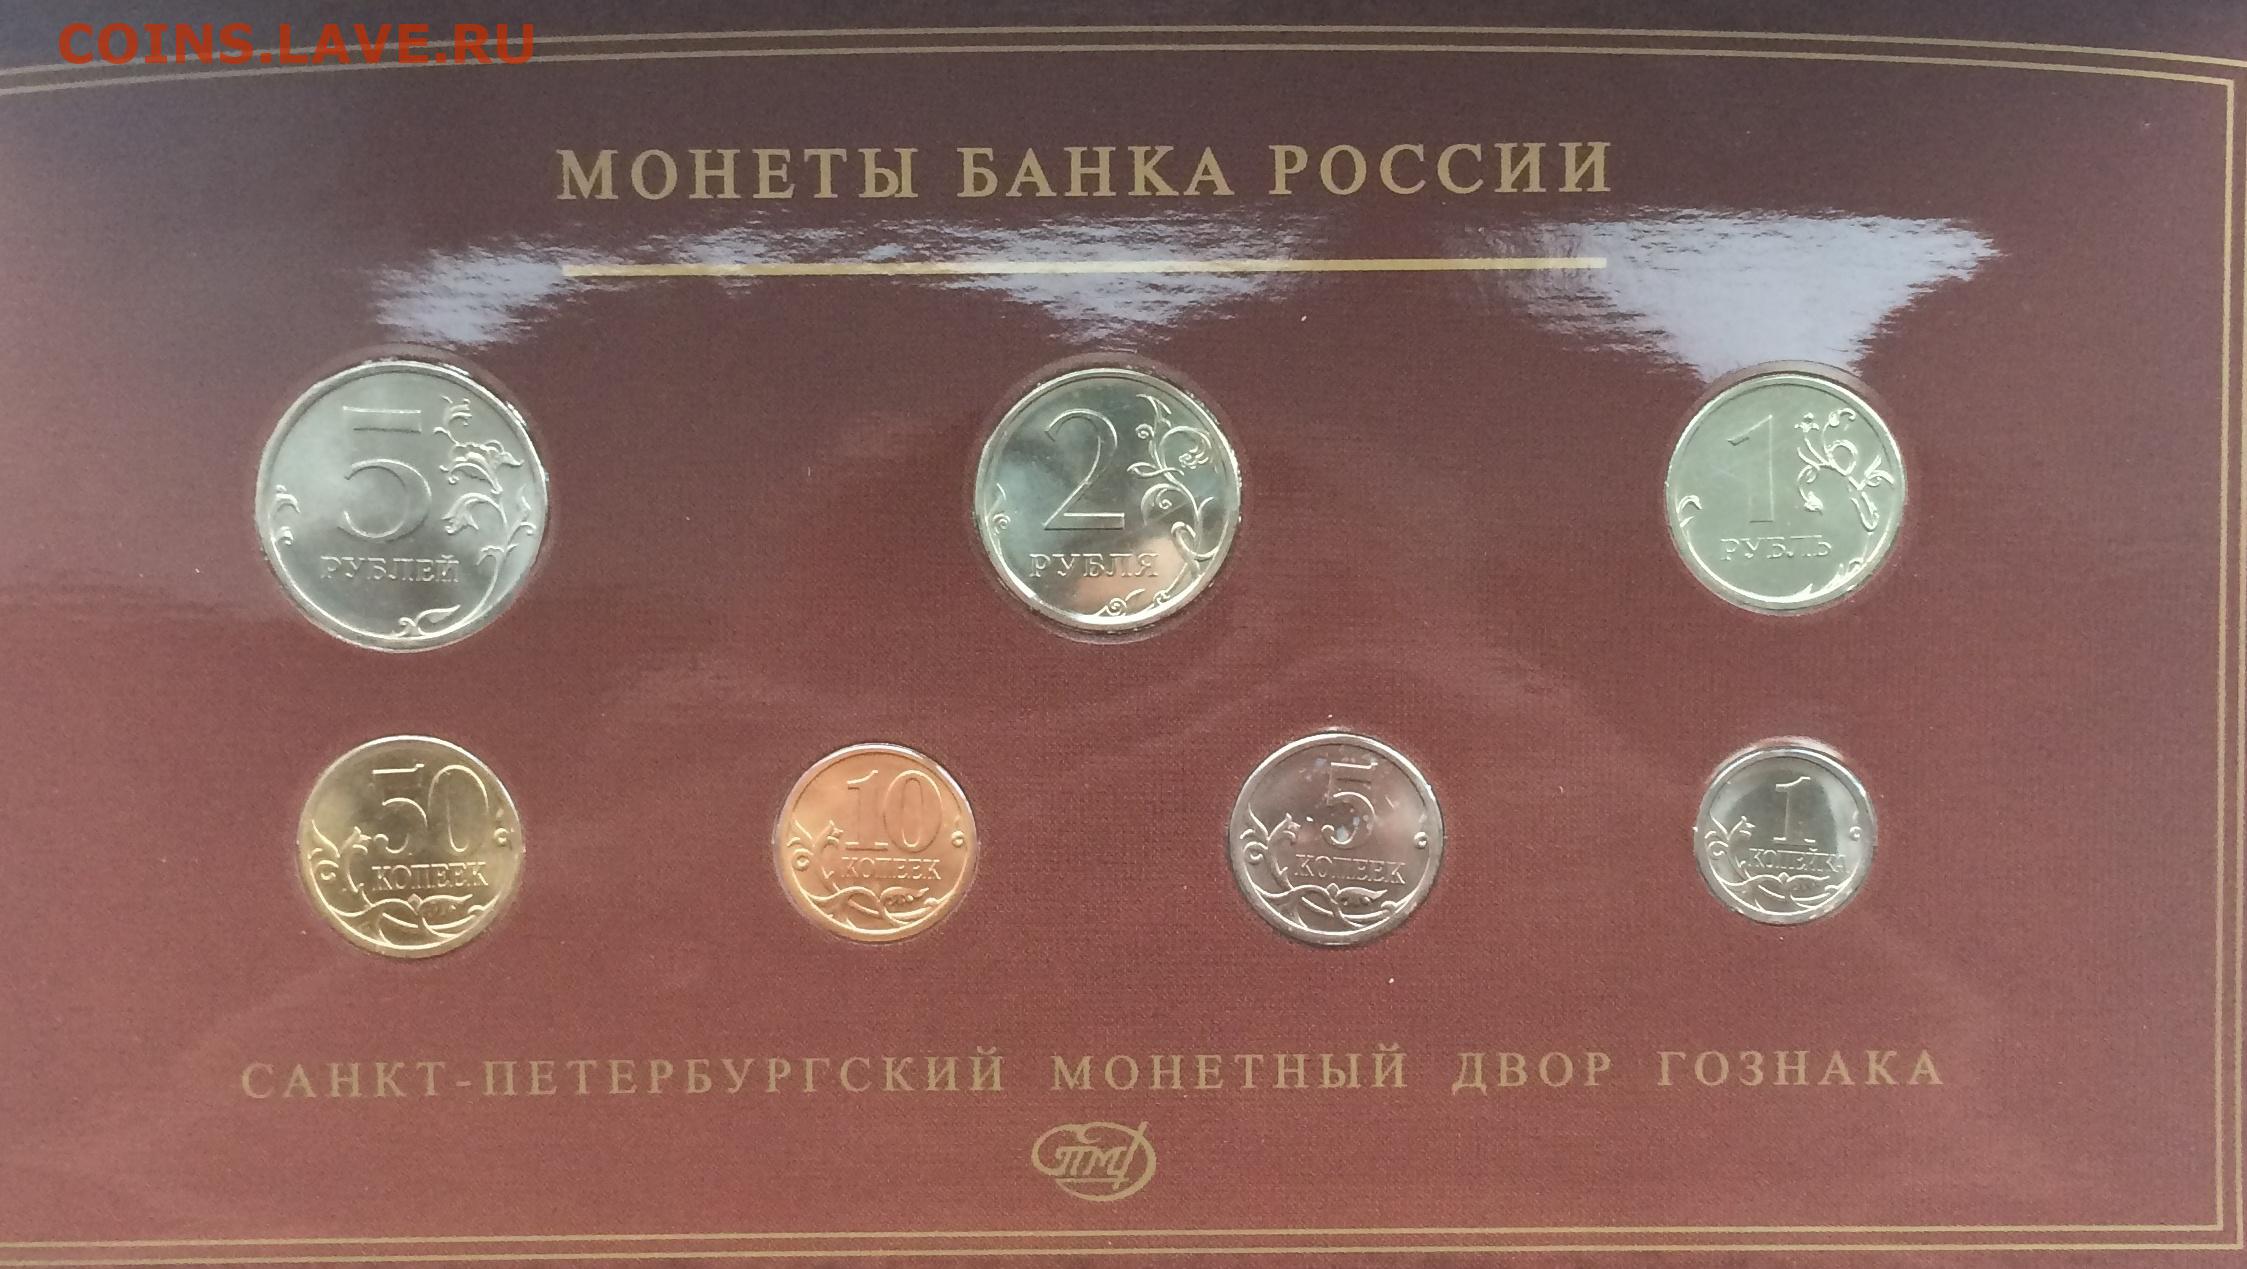 COINS.LAVE.RU
МОНЕТЫ БАНКА РОССИИ
5
РУБЛЕЙ
2
РУБЛЯ
1
РУБЛЬ
50
КОПЕЕК
10
КОПЕЕК
5
КОПЕЕК
1
КОПЕЙКА
САНКТ-ПЕТЕРБУРГСКИЙ МОНЕТНЫЙ ДВОР ГОЗНАКА
СПМД